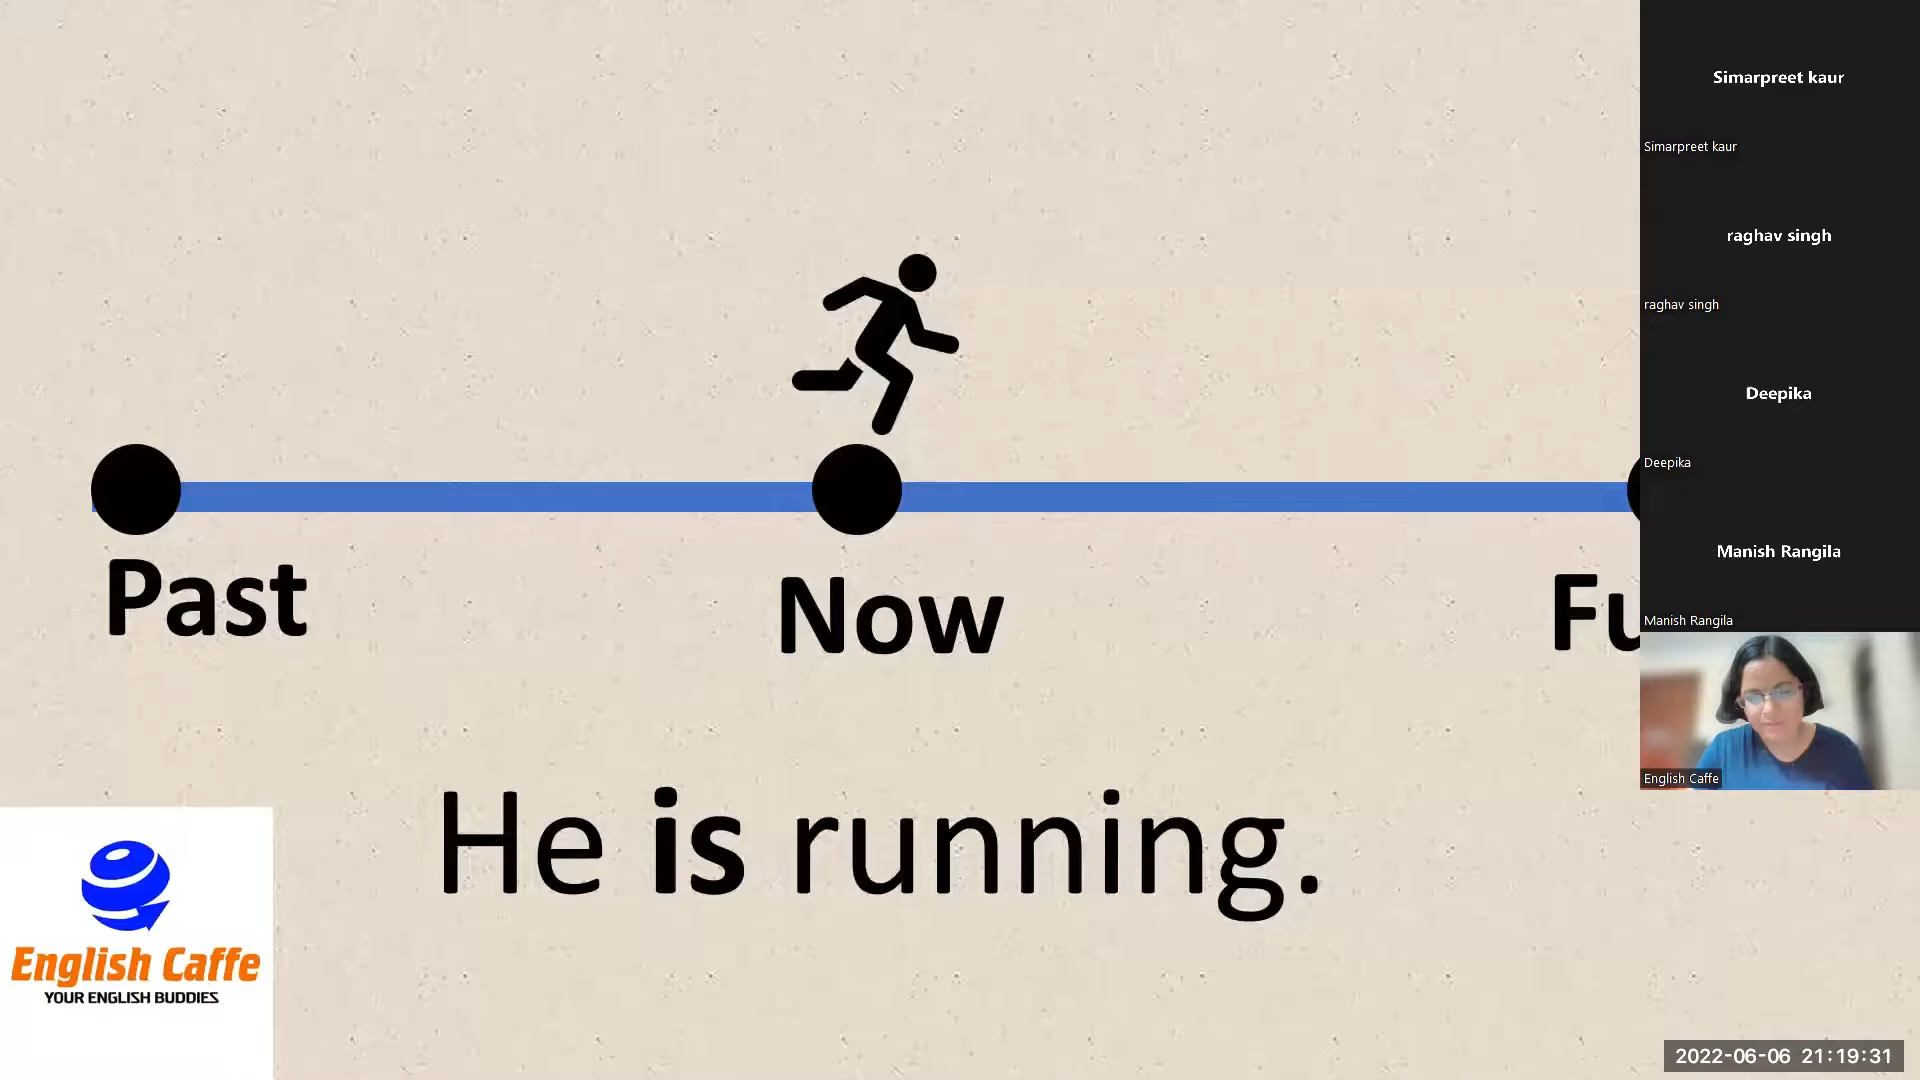 Past
Now
Fu
He is running.
English Caffe
YOUR ENGLISH BUDDIES
Simarpreet kaur
Simarpreet kaur
raghav singh
raghav singh
Deepika
Deepika
Manish Rangila
Manish Rangila
English Caffe
2022-06-06 21:19:31